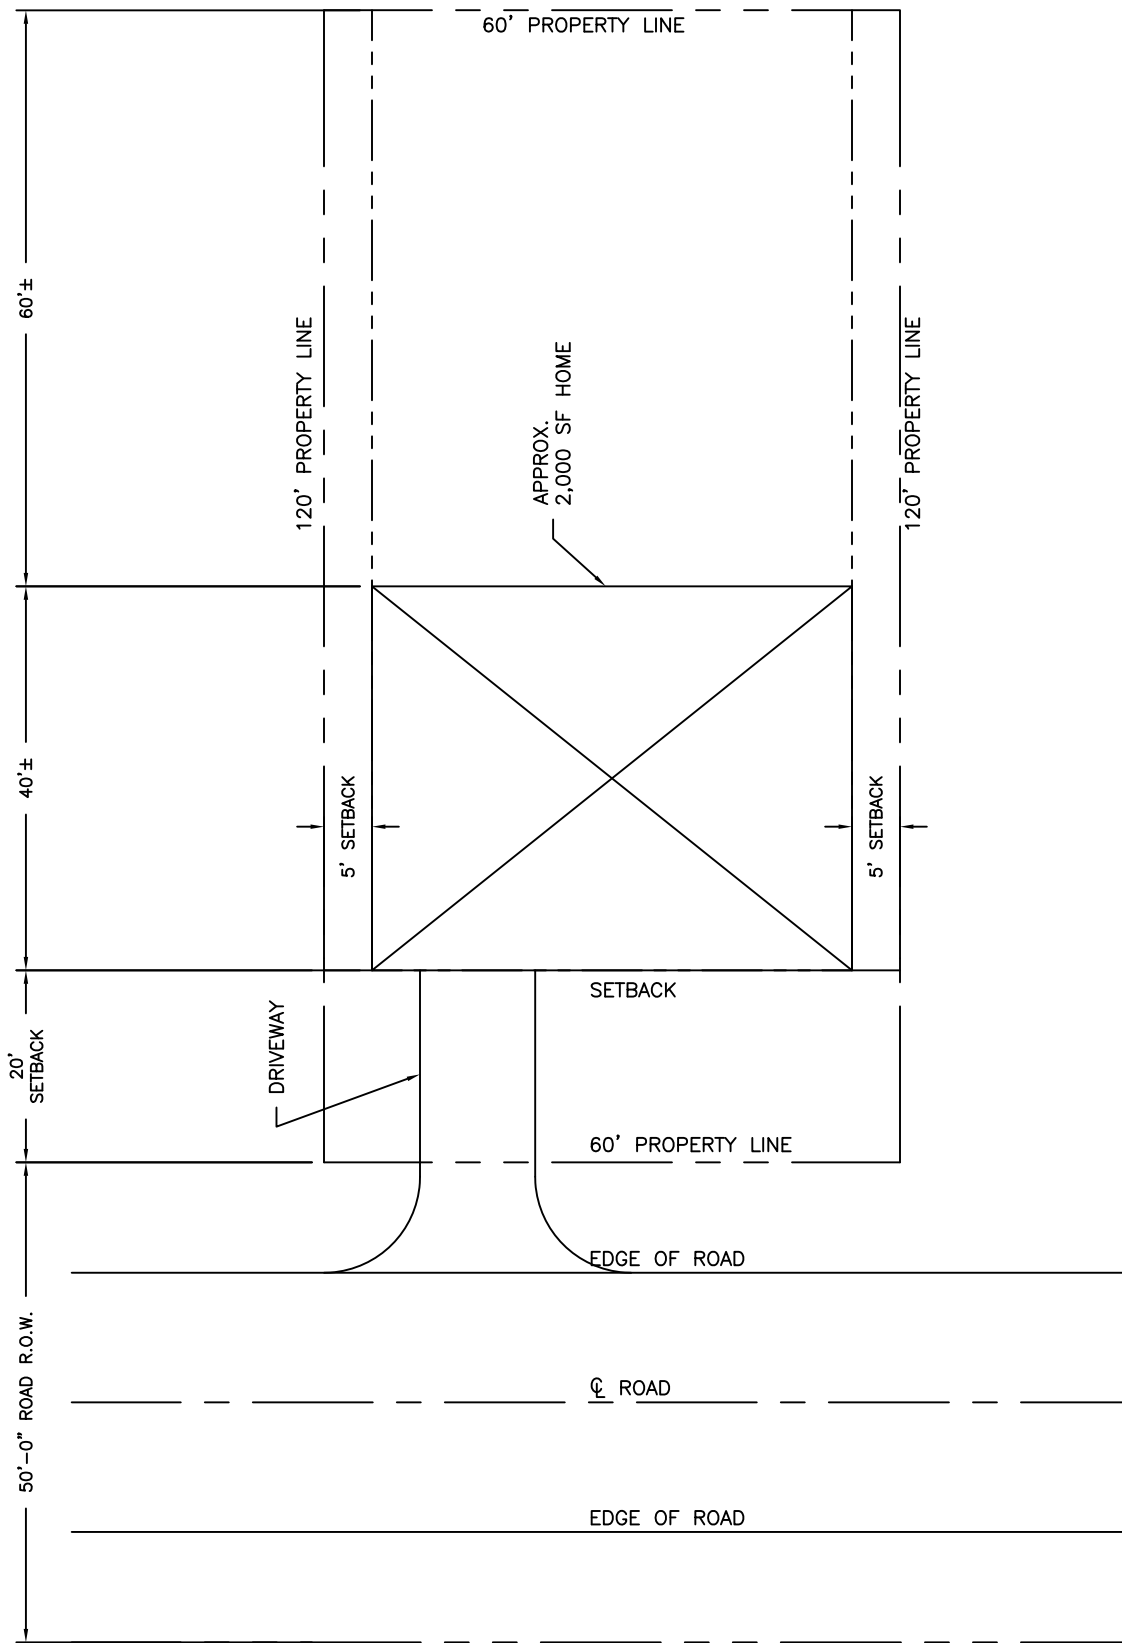 60' PROPERTY LINE
60'±
120' PROPERTY LINE
120' PROPERTY LINE
APPROX.
2,000 SF HOME
40'±
5' SETBACK
5' SETBACK
SETBACK
20'
SETBACK
DRIVEWAY
60' PROPERTY LINE
EDGE OF ROAD
50'-0" ROAD R.O.W.
℄ ROAD
EDGE OF ROAD